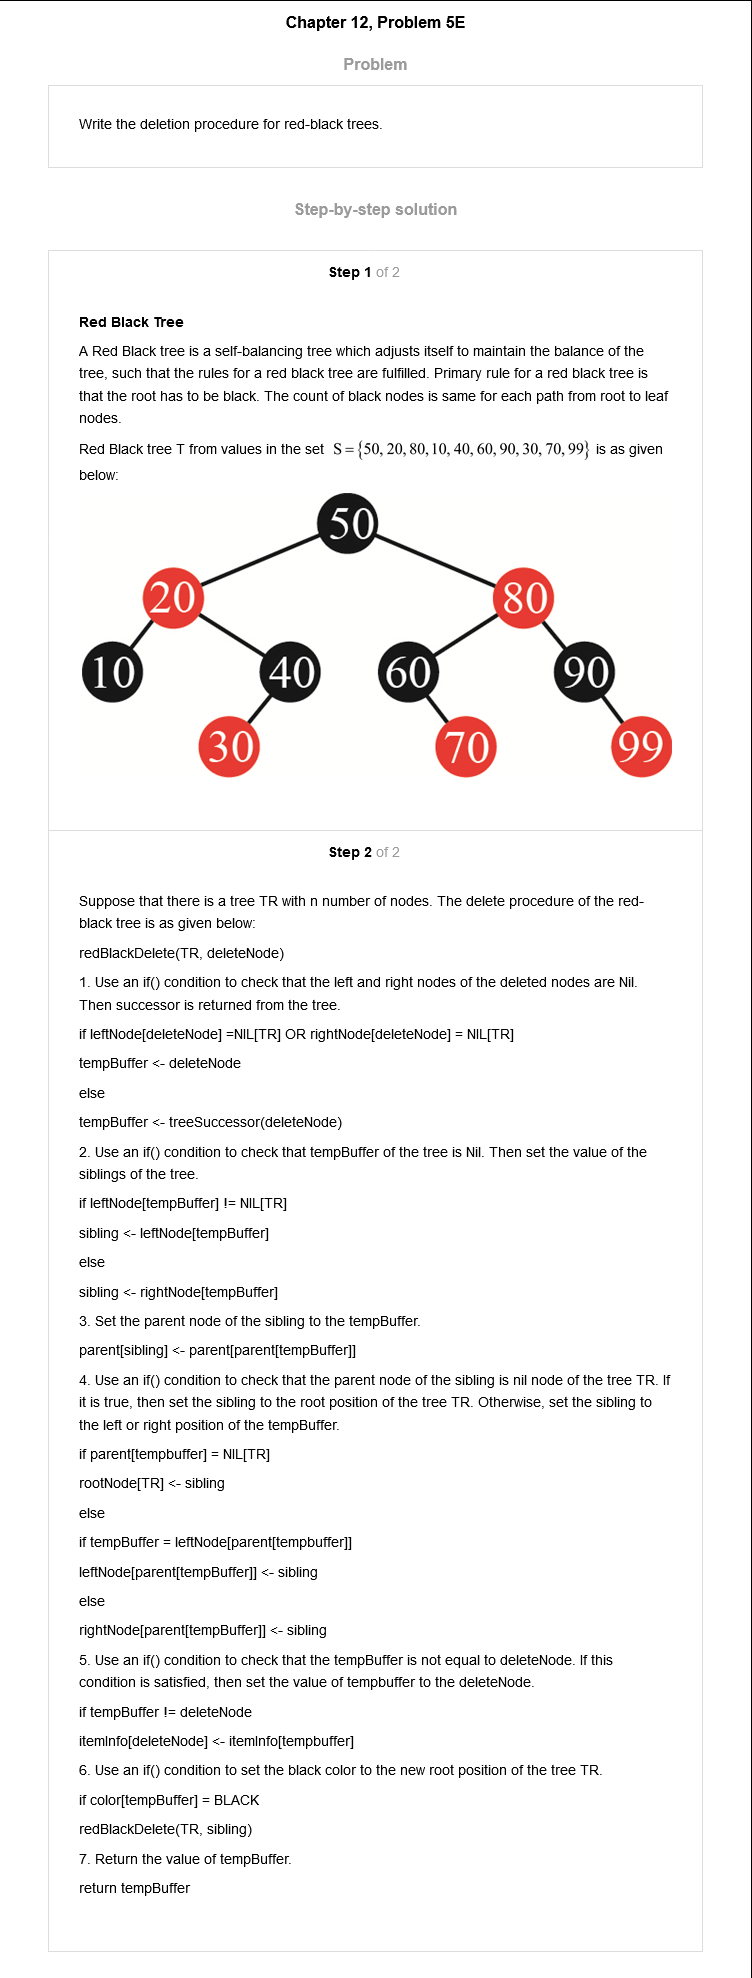 Chapter 12, Problem 5E
Problem
Write the deletion procedure for red-black trees.
Step-by-step solution
Step 1 of 2
Red Black Tree
A Red Black tree is a self-balancing tree which adjusts itself to maintain the balance of the
tree, such that the rules for a red black tree are fulfilled. Primary rule for a red black tree is
that the root has to be black. The count of black nodes is same for each path from root to leaf
nodes.
Red Black tree T from values in the set S={50, 20, 80, 10, 40, 60, 90, 30, 70, 99} is as given
below:
50
20 80
10 40 60 90
30 70 99
Step 2 of 2
Suppose that there is a tree TR with n number of nodes. The delete procedure of the red-
black tree is as given below:
redBlackDelete(TR, deleteNode)
1. Use an if() condition to check that the left and right nodes of the deleted nodes are Nil.
Then successor is returned from the tree.
if leftNode[deleteNode] =NIL[TR] OR rightNode[deleteNode] = NIL[TR]
tempBuffer <- deleteNode
else
tempBuffer <- treeSuccessor(deleteNode)
2. Use an if() condition to check that tempBuffer of the tree is Nil. Then set the value of the
siblings of the tree.
if leftNode[tempBuffer] != NIL[TR]
sibling <- leftNode[tempBuffer]
else
sibling <- rightNode[tempBuffer]
3. Set the parent node of the sibling to the tempBuffer.
parent[sibling] <- parent[parent[tempBuffer]]
4. Use an if() condition to check that the parent node of the sibling is nil node of the tree TR. If
it is true, then set the sibling to the root position of the tree TR. Otherwise, set the sibling to
the left or right position of the tempBuffer.
if parent[tempbuffer] = NIL[TR]
rootNode[TR] <- sibling
else
if tempBuffer = leftNode[parent[tempbuffer]]
leftNode[parent[tempBuffer]] <- sibling
else
rightNode[parent[tempBuffer]] <- sibling
5. Use an if() condition to check that the tempBuffer is not equal to deleteNode. If this
condition is satisfied, then set the value of tempbuffer to the deleteNode.
if tempBuffer != deleteNode
itemInfo[deleteNode] <- itemInfo[tempbuffer]
6. Use an if() condition to set the black color to the new root position of the tree TR.
if color[tempBuffer] = BLACK
redBlackDelete(TR, sibling)
7. Return the value of tempBuffer.
return tempBuffer